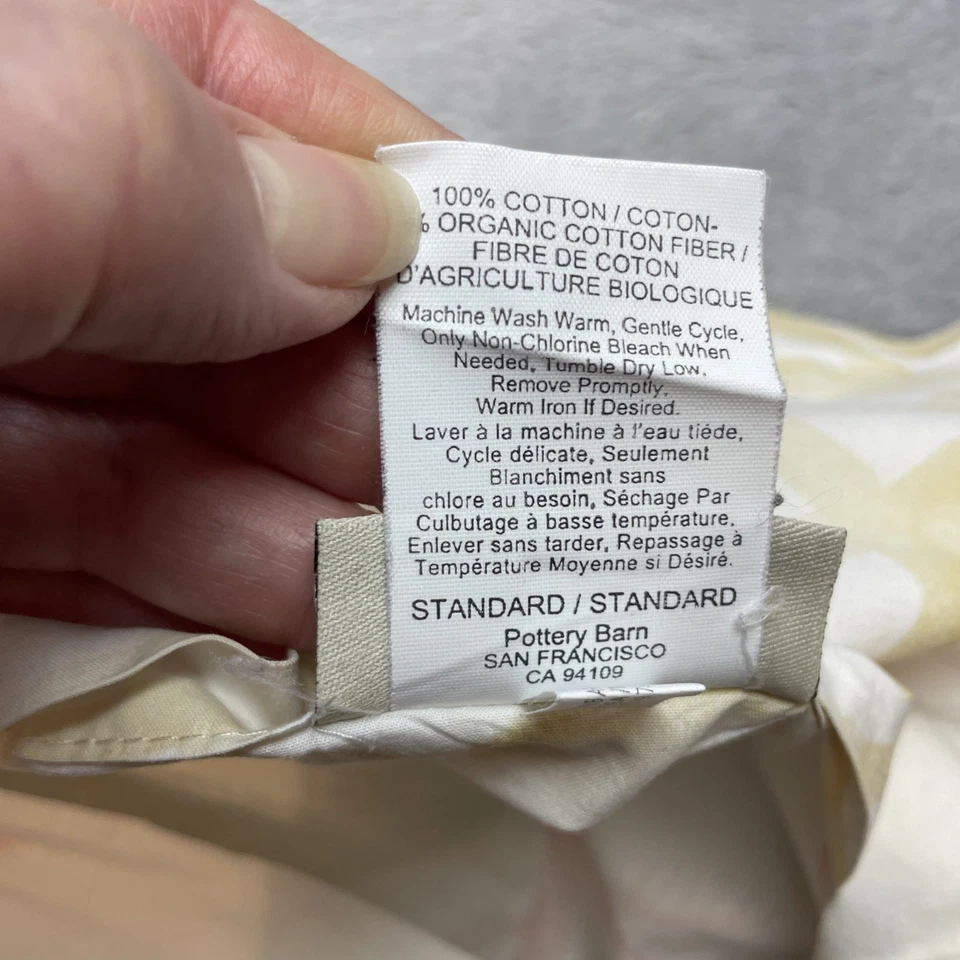 100% COTTON / COTON-
% ORGANIC COTTON FIBER /
FIBRE DE COTON
D'AGRICULTURE BIOLOGIQUE
Machine Wash Warm, Gentle Cycle,
Only Non-Chlorine Bleach When
Needed, Tumble Dry Low.
Remove Promptly.
Warm Iron If Desired.
Laver à la machine à l'eau tiéde,
Cycle délicate, Seulement
Blanchiment sans
chlore au besoin, Séchage Par
Culbutage à basse température.
Enlever sans tarder, Repassage à
Température Moyenne si Désiré.
STANDARD / STANDARD
Pottery Barn
SAN FRANCISCO
CA 94109